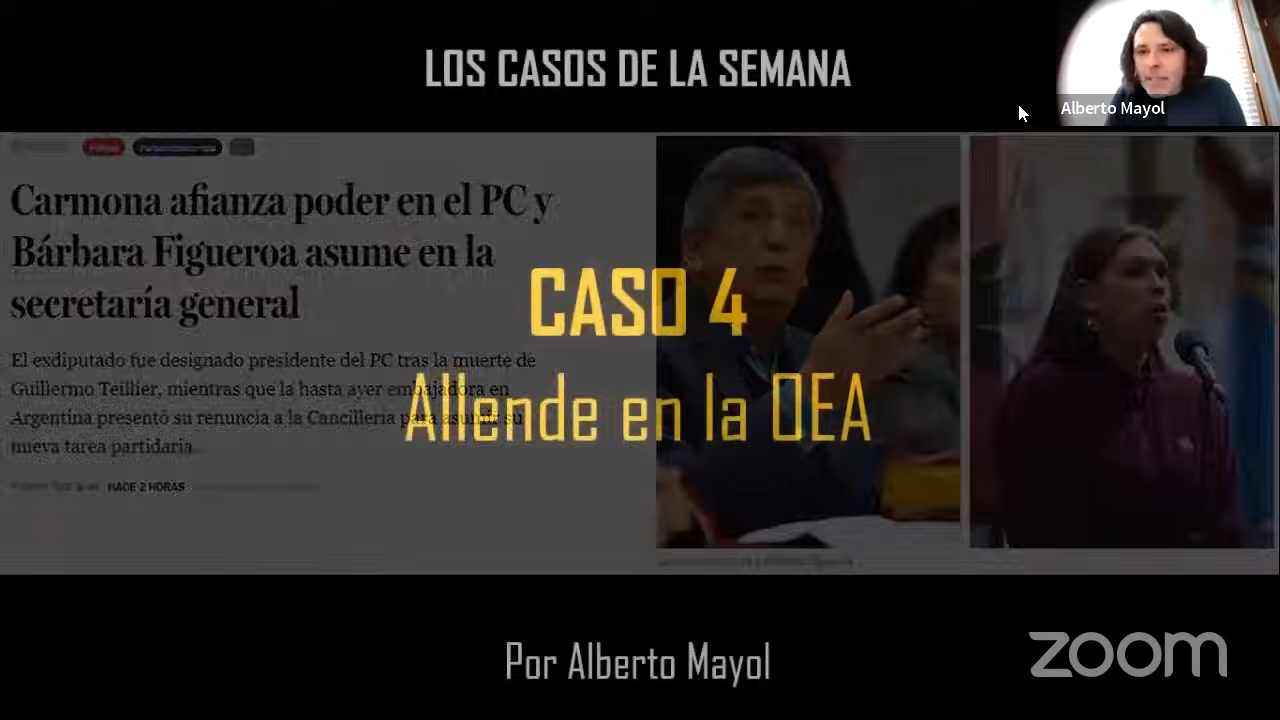 LOS CASOS DE LA SEMANA
Alberto Mayol
Carmona afianza poder en el PC y
Bárbara Figueroa asume en la
secretaría general
CASO 4
Allende en la OEA
El exdiputado fue designado presidente del PC tras la muerte de
Guillermo Teillier, mientras que la hasta ayer embajadora en
Argentina presentó su renuncia a la Cancillería para asumir su
nueva tarea partidaria
HACE 2 HORAS
Por Alberto Mayol
zoom